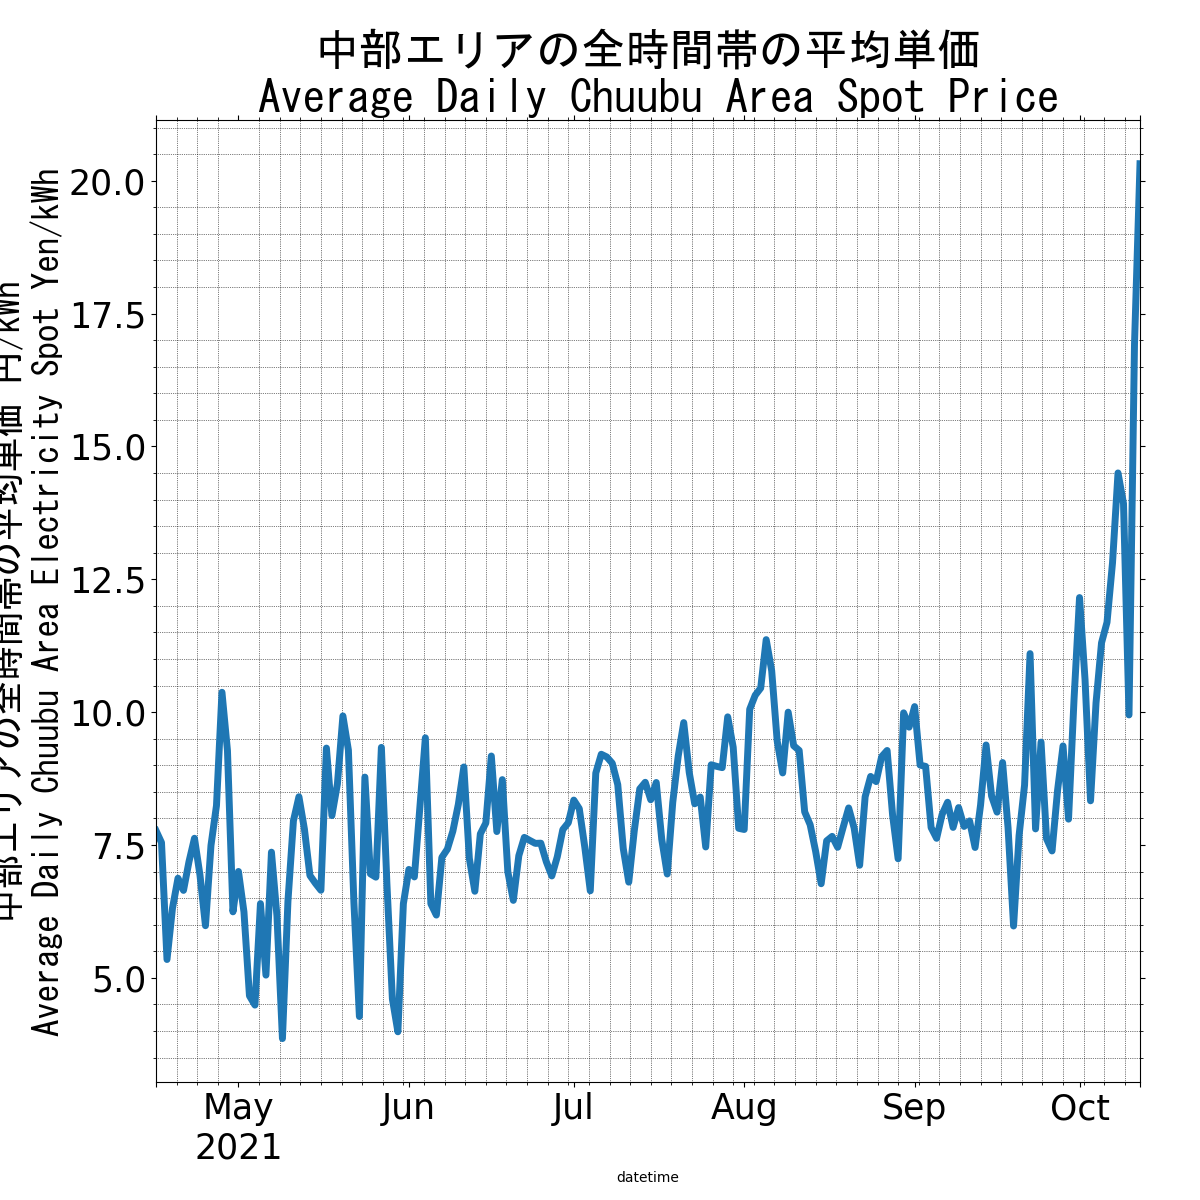 中部エリアの全時間帯の平均単価
Average Daily Chuubu Area Spot Price
中部エリアの全時間帯の平均単価 円/kWh
Average Daily Chuubu Area Electricity Spot Yen/kWh
20.0
17.5
15.0
12.5
10.0
7.5
5.0
May Jun Jul Aug Sep Oct
2021
datetime